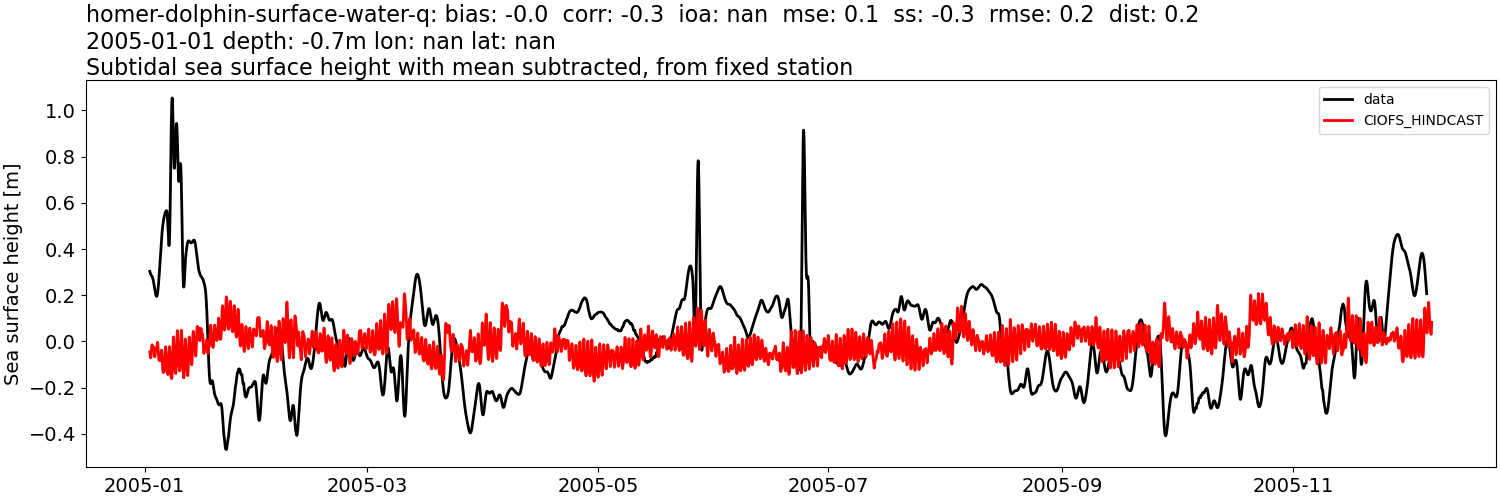 homer-dolphin-surface-water-q: bias: -0.0  corr: -0.3  ioa: nan  mse: 0.1  ss: -0.3  rmse: 0.2  dist: 0.2
2005-01-01 depth: -0.7m lon: nan lat: nan
Subtidal sea surface height with mean subtracted, from fixed station
data
CIOFS_HINDCAST
Sea surface height [m]
1.0
0.8
0.6
0.4
0.2
0.0
−0.2
−0.4
2005-01
2005-03
2005-05
2005-07
2005-09
2005-11